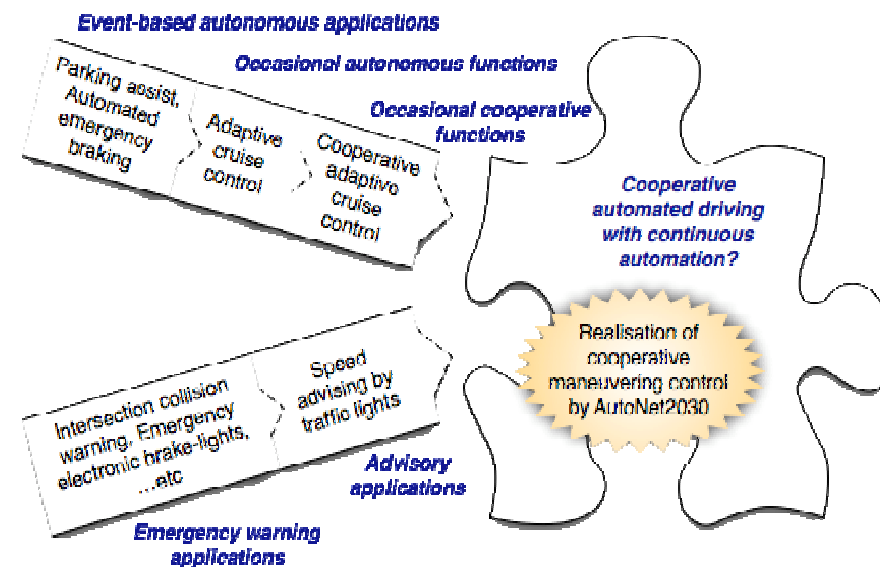 Event-based autonomous applications
Occasional autonomous functions
Occasional cooperative
functions
Parking assist,
Automated
emergency
braking
Adaptive
cruise
control
Cooperative
adaptive
cruise
control
Cooperative
automated driving
with continuous
automation?
Realisation of
cooperative
maneuvering control
by AutoNet2030
Intersection collision
warning, Emergency
electronic brake-lights,
...etc
Speed
advising by
traffic lights
Advisory
applications
Emergency warning
applications